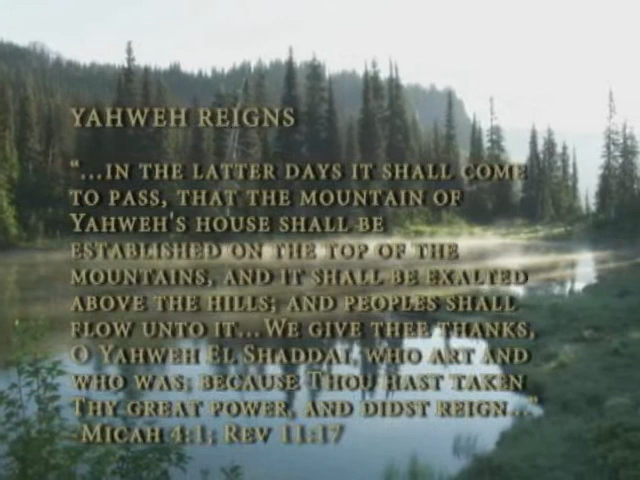 YAHWEH REIGNS
"...IN THE LATTER DAYS IT SHALL COME
TO PASS, THAT THE MOUNTAIN OF
YAHWEH'S HOUSE SHALL BE
ESTABLISHED ON THE TOP OF THE
MOUNTAINS, AND IT SHALL BE EXALTED
ABOVE THE HILLS; AND PEOPLES SHALL
FLOW UNTO IT...WE GIVE THEE THANKS,
O YAHWEH EL SHADDAI, WHO ART AND
WHO WAS; BECAUSE THOU HAST TAKEN
THY GREAT POWER, AND DIDST REIGN..."
-MICAH 4:1; REV 11:17